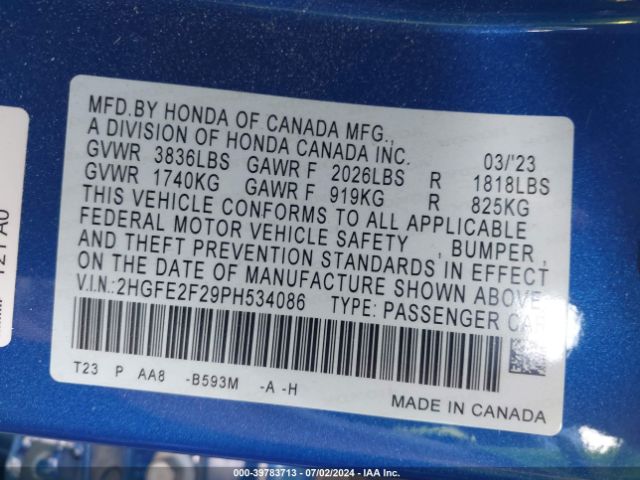 MFD.BY HONDA OF CANADA MFG.,
A DIVISION OF HONDA CANADA INC. 03/'23
GVWR 3836LBS GAWR F 2026LBS R 1818LBS
GVWR 1740KG GAWR F 919KG R 825KG
THIS VEHICLE CONFORMS TO ALL APPLICABLE
FEDERAL MOTOR VEHICLE SAFETY , BUMPER ,
AND THEFT PREVENTION STANDARDS IN EFFECT
ON THE DATE OF MANUFACTURE SHOWN ABOVE
V.I.N.:2HGFE2F29PH534086 TYPE: PASSENGER CAR
T23 P AA8 -B593M -A -H
MADE IN CANADA
121 A0
000-39783713 - 07/02/2024 - IAA Inc.